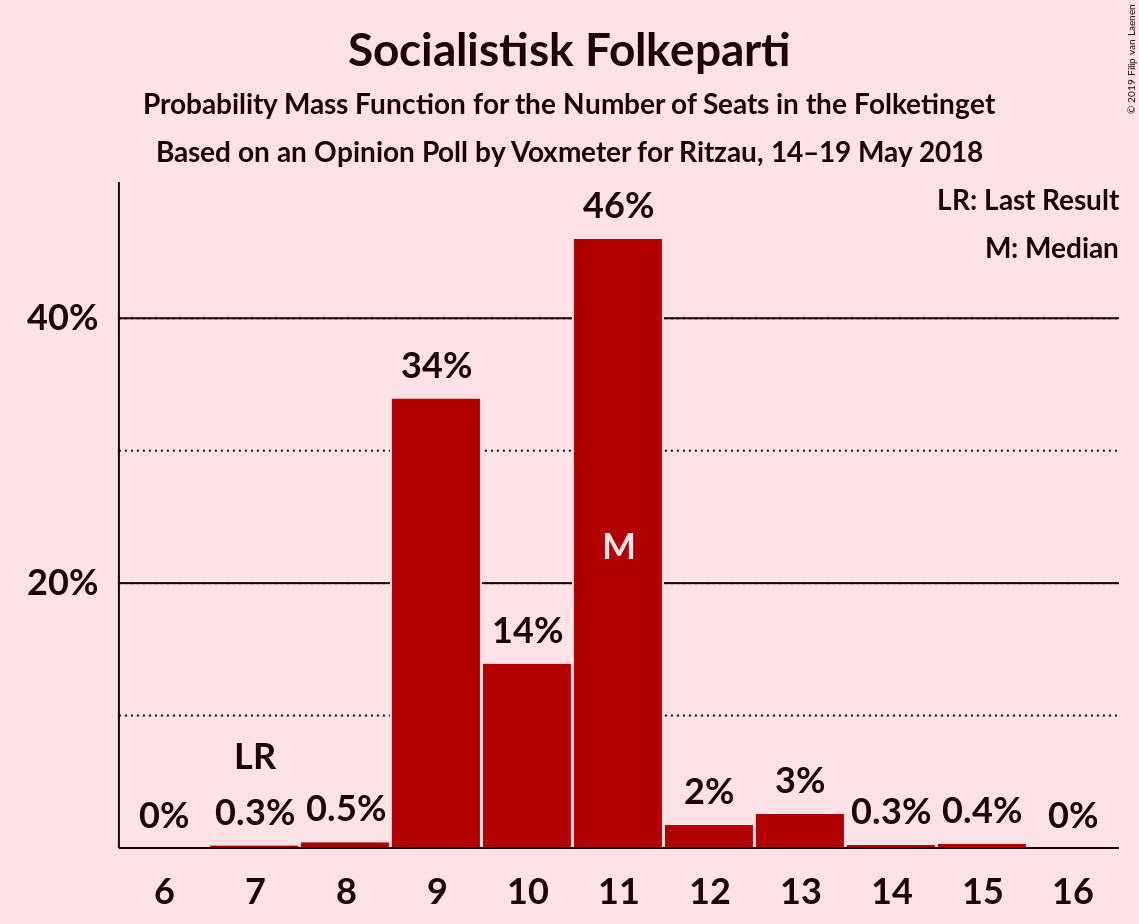 Socialistisk Folkeparti
Probability Mass Function for the Number of Seats in the Folketinget
Based on an Opinion Poll by Voxmeter for Ritzau, 14–19 May 2018
© 2019 Filip van Laenen
LR: Last Result
M: Median
46%
40%
34%
M
20%
14%
LR
0% 0.3% 0.5% 2% 3% 0.3% 0.4% 0%
6 7 8 9 10 11 12 13 14 15 16